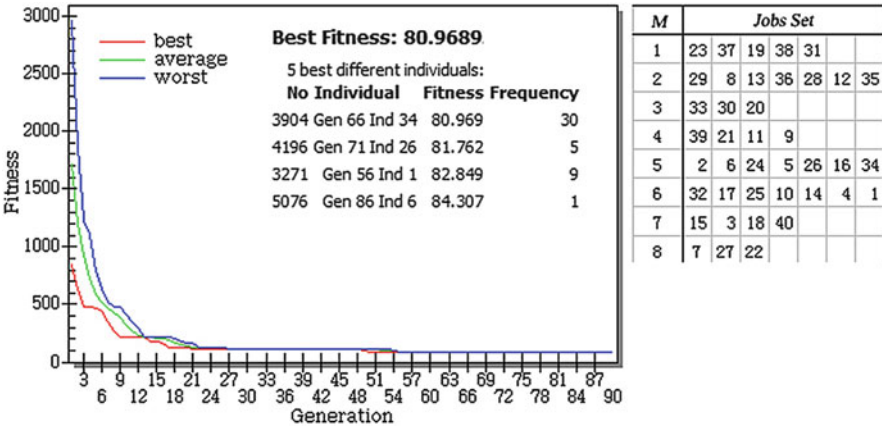 3000
2500
2000
1500
1000
500
0
Fitness
best
average
worst
Best Fitness: 80.9689
5 best different individuals:
No Individual Fitness Frequency
3904 Gen 66 Ind 34 80.969 30
4196 Gen 71 Ind 26 81.762 5
3271 Gen 56 Ind 1 82.849 9
5076 Gen 86 Ind 6 84.307 1
3 9 15 21 27 33 39 45 51 57 63 69 75 81 87
6 12 18 24 30 36 42 48 54 60 66 72 78 84 90
Generation
M Jobs Set
1 23 37 19 38 31
2 29 8 13 36 28 12 35
3 33 30 20
4 39 21 11 9
5 2 6 24 5 26 16 34
6 32 17 25 10 14 4 1
7 15 3 18 40
8 7 27 22